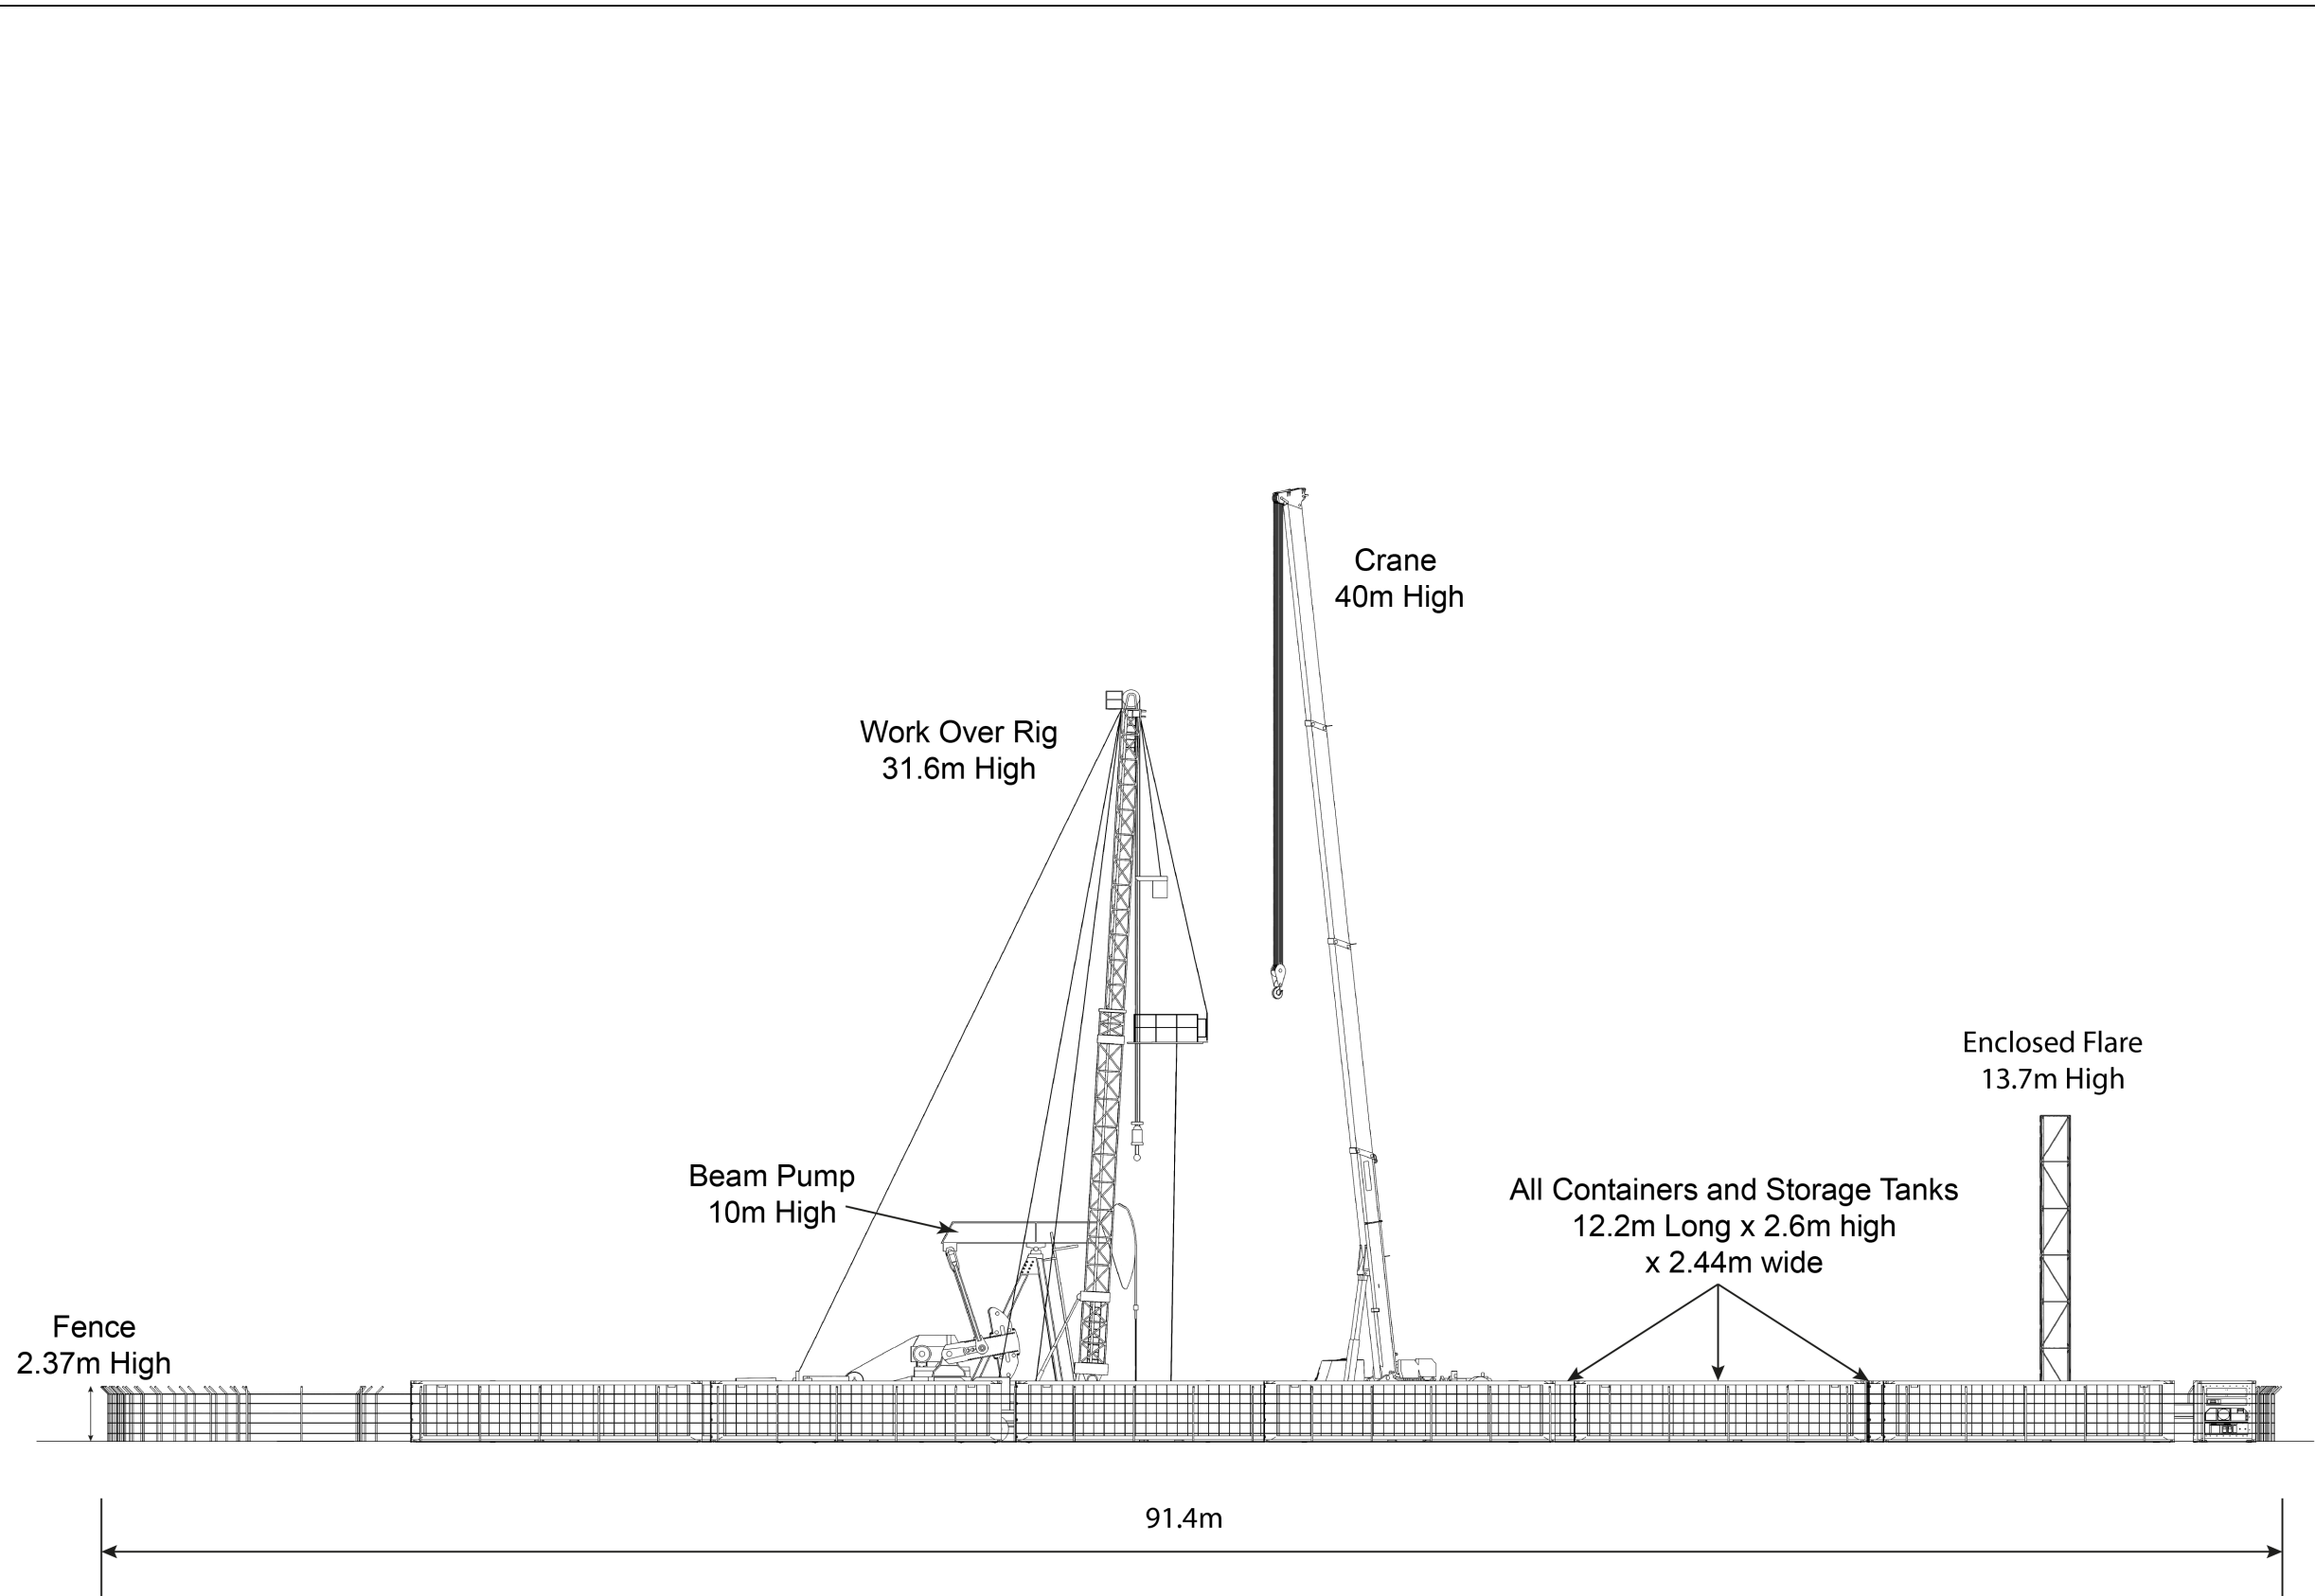 Crane
40m High
Work Over Rig
31.6m High
Enclosed Flare
13.7m High
Beam Pump
10m High
All Containers and Storage Tanks
12.2m Long x 2.6m high
x 2.44m wide
Fence
2.37m High
91.4m